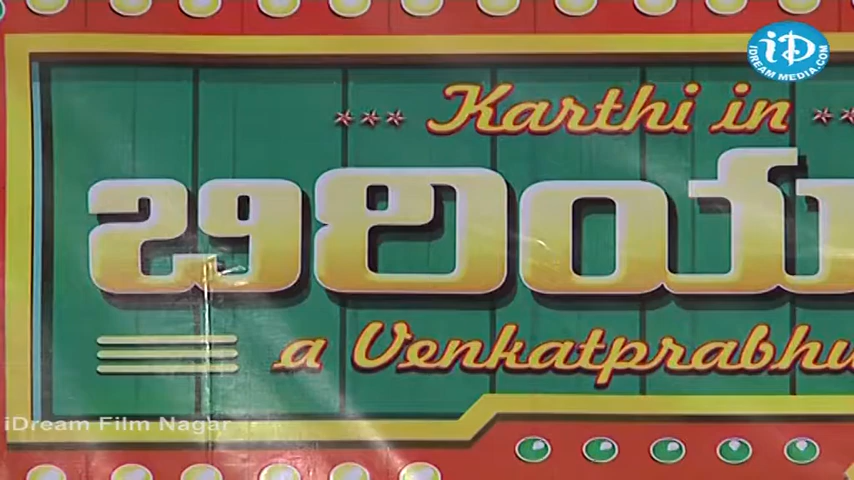 iD
IDREAM MEDIA.COM
Karthi in
బిరియ
a Venkatprabhu
iDream Film Nagar